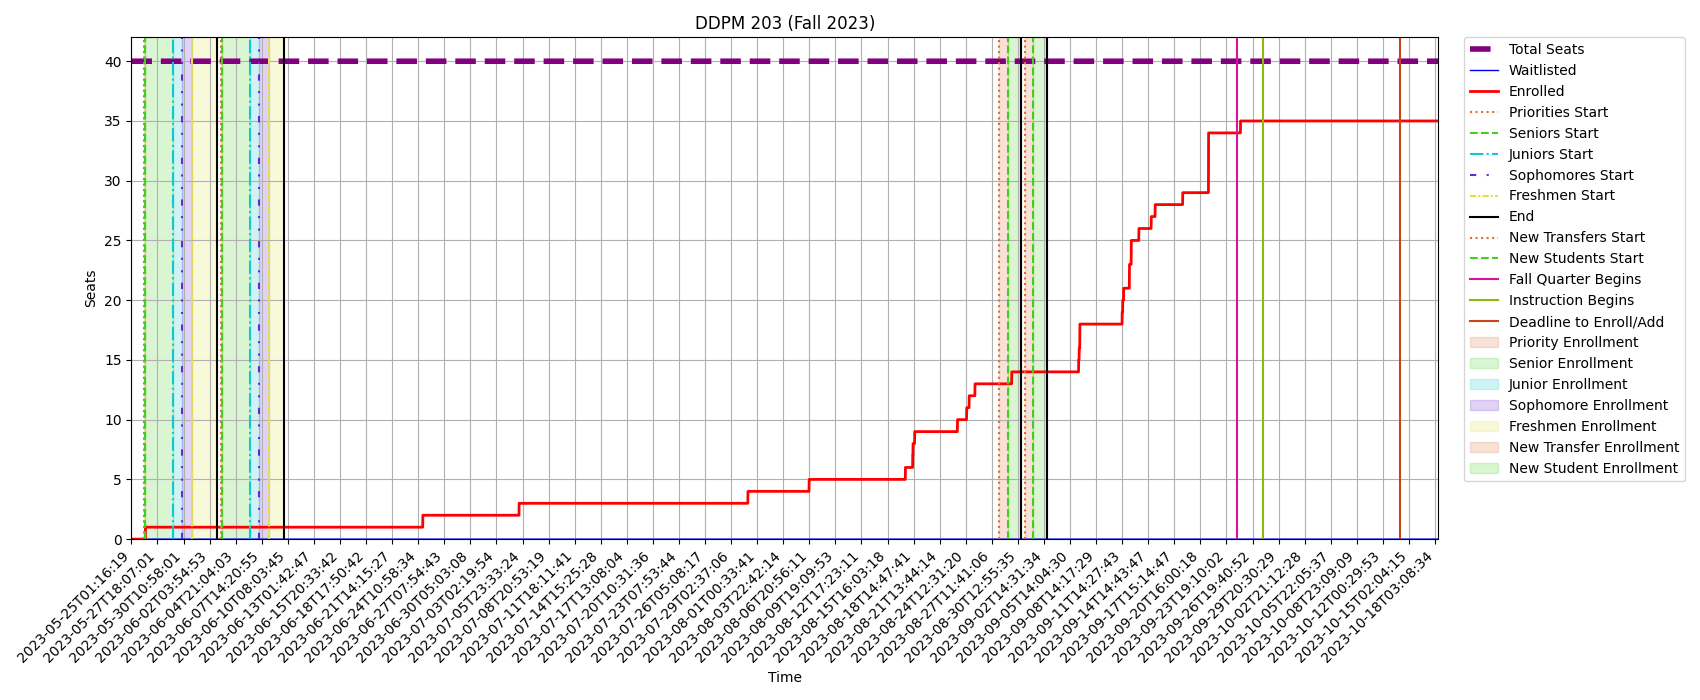 DDPM 203 (Fall 2023)
Seats
40
35
30
25
20
15
10
5
0
2023-05-25T01:16:19
2023-05-27T18:07:01
2023-05-30T10:58:01
2023-06-02T03:54:53
2023-06-04T21:04:03
2023-06-07T14:20:55
2023-06-10T08:03:45
2023-06-13T01:42:47
2023-06-15T20:33:42
2023-06-18T17:50:42
2023-06-21T14:15:27
2023-06-24T10:58:34
2023-06-27T07:54:43
2023-06-30T05:03:08
2023-07-03T02:19:54
2023-07-05T23:33:24
2023-07-08T20:53:19
2023-07-11T18:11:41
2023-07-14T15:25:28
2023-07-17T13:08:04
2023-07-20T10:31:36
2023-07-23T07:53:44
2023-07-26T05:08:17
2023-07-29T02:37:06
2023-08-01T00:33:41
2023-08-03T22:42:14
2023-08-06T20:56:11
2023-08-09T19:09:53
2023-08-12T17:23:11
2023-08-15T16:03:18
2023-08-18T14:47:41
2023-08-21T13:44:14
2023-08-24T12:31:20
2023-08-27T11:41:06
2023-08-30T12:55:35
2023-09-02T14:31:34
2023-09-05T14:04:30
2023-09-08T14:17:29
2023-09-11T14:27:43
2023-09-14T14:43:47
2023-09-17T15:14:47
2023-09-20T16:00:18
2023-09-23T19:10:02
2023-09-26T19:40:52
2023-09-29T20:30:29
2023-10-02T21:12:28
2023-10-05T22:05:37
2023-10-08T23:09:09
2023-10-12T00:29:53
2023-10-15T02:04:15
2023-10-18T03:08:34
Time
Total Seats
Waitlisted
Enrolled
Priorities Start
Seniors Start
Juniors Start
Sophomores Start
Freshmen Start
End
New Transfers Start
New Students Start
Fall Quarter Begins
Instruction Begins
Deadline to Enroll/Add
Priority Enrollment
Senior Enrollment
Junior Enrollment
Sophomore Enrollment
Freshmen Enrollment
New Transfer Enrollment
New Student Enrollment